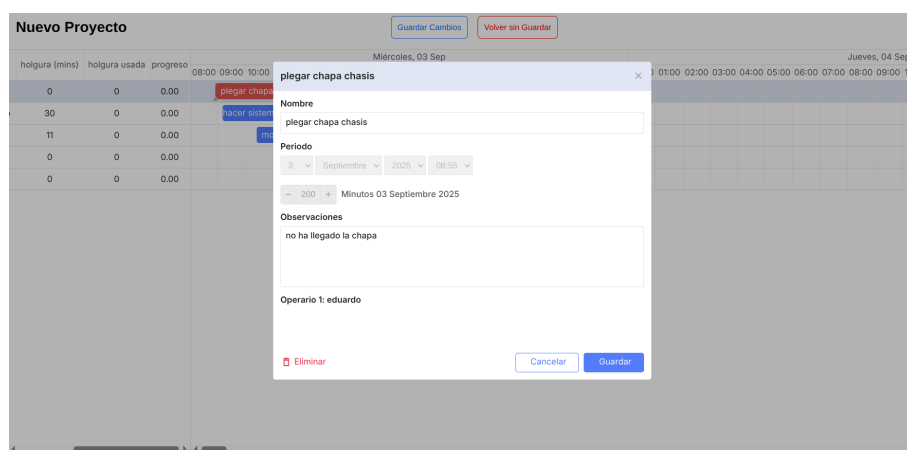 Nuevo Proyecto
Guardar Cambios
Volver sin Guardar
Miércoles, 03 Sep
Jueves, 04 Sep
holgura (mins) holgura usada progreso
08:00 09:00 10:00
01:00 02:00 03:00 04:00 05:00 06:00 07:00 08:00 09:00
0 0 0.00
plegar chapa
30 0 0.00
hacer sistem
11 0 0.00
mo
0 0 0.00
0 0 0.00
plegar chapa chasis
Nombre
plegar chapa chasis
Periodo
3 Septiembre 2025 08:55
− 200 + Minutos 03 Septiembre 2025
Observaciones
no ha llegado la chapa
Operario 1: eduardo
Eliminar
Cancelar
Guardar